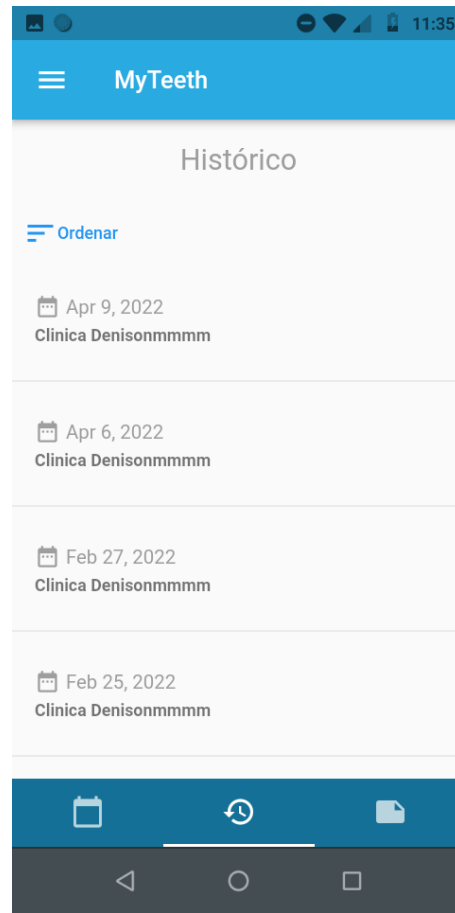 11:35
MyTeeth
Histórico
Ordenar
Apr 9, 2022
Clinica Denisonmmmm
Apr 6, 2022
Clinica Denisonmmmm
Feb 27, 2022
Clinica Denisonmmmm
Feb 25, 2022
Clinica Denisonmmmm